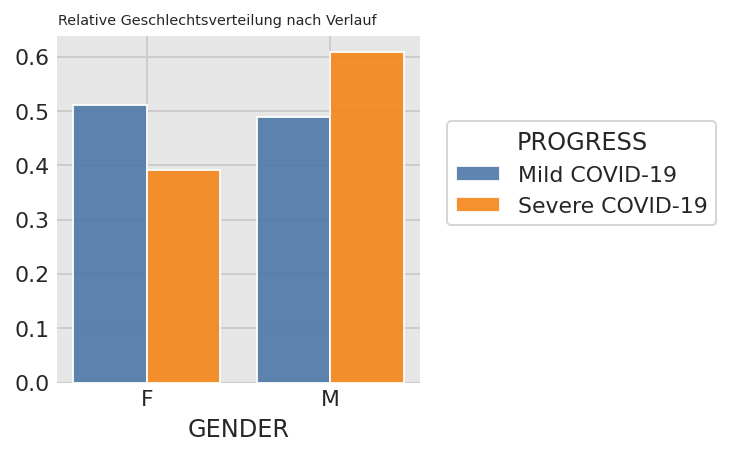 Relative Geschlechtsverteilung nach Verlauf
0.6
0.5
0.4
0.3
0.2
0.1
0.0
F M
GENDER
PROGRESS
Mild COVID-19
Severe COVID-19